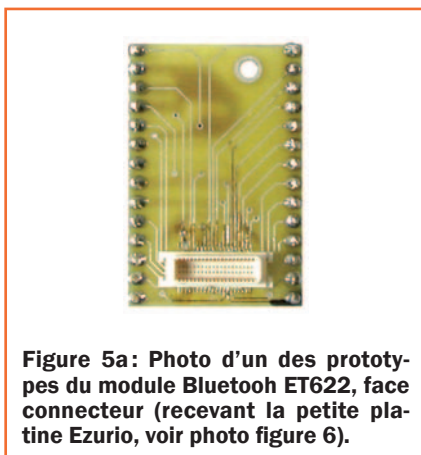 Figure 5a: Photo d'un des prototy-
pes du module Bluetooh ET622, face
connecteur (recevant la petite pla-
tine Ezurio, voir photo figure 6).